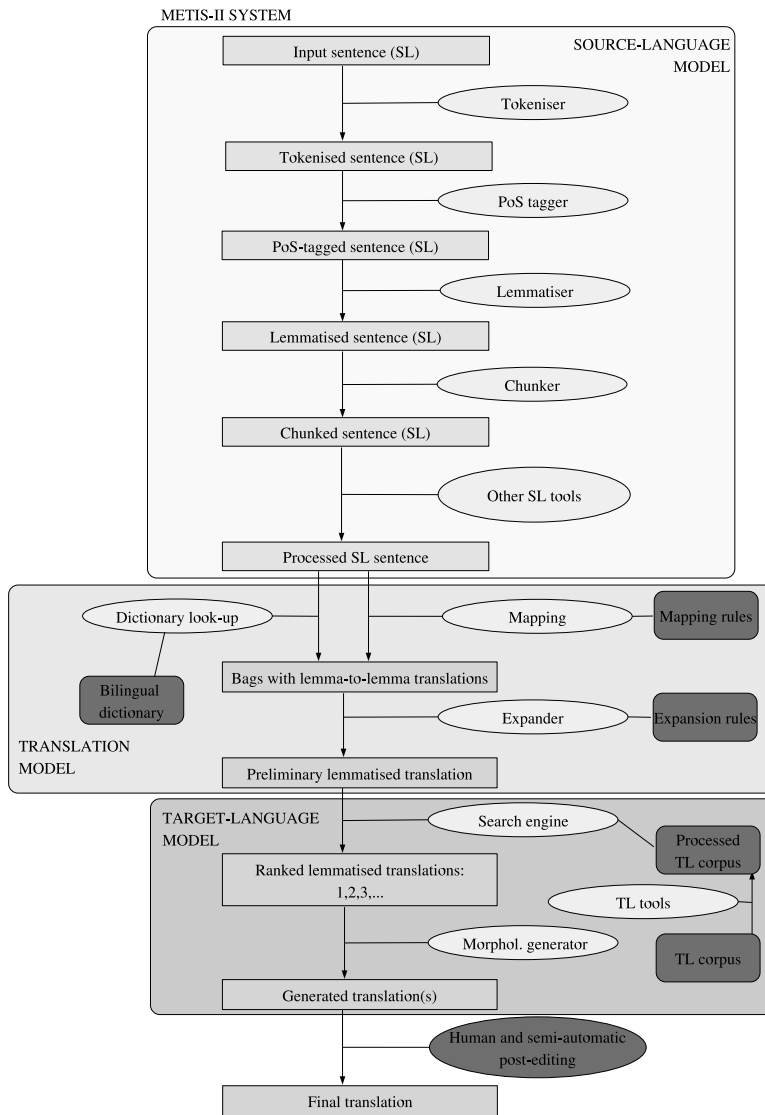 METIS-II SYSTEM
Input sentence (SL)
SOURCE-LANGUAGE
MODEL
Tokeniser
Tokenised sentence (SL)
PoS tagger
PoS-tagged sentence (SL)
Lemmatiser
Lemmatised sentence (SL)
Chunker
Chunked sentence (SL)
Other SL tools
Processed SL sentence
Dictionary look-up
Mapping
Mapping rules
Bilingual
dictionary
Bags with lemma-to-lemma translations
Expander
Expansion rules
TRANSLATION
MODEL
Preliminary lemmatised translation
TARGET-LANGUAGE
MODEL
Search engine
Processed
TL corpus
Ranked lemmatised translations:
1,2,3,...
TL tools
Morphol. generator
TL corpus
Generated translation(s)
Human and semi-automatic
post-editing
Final translation